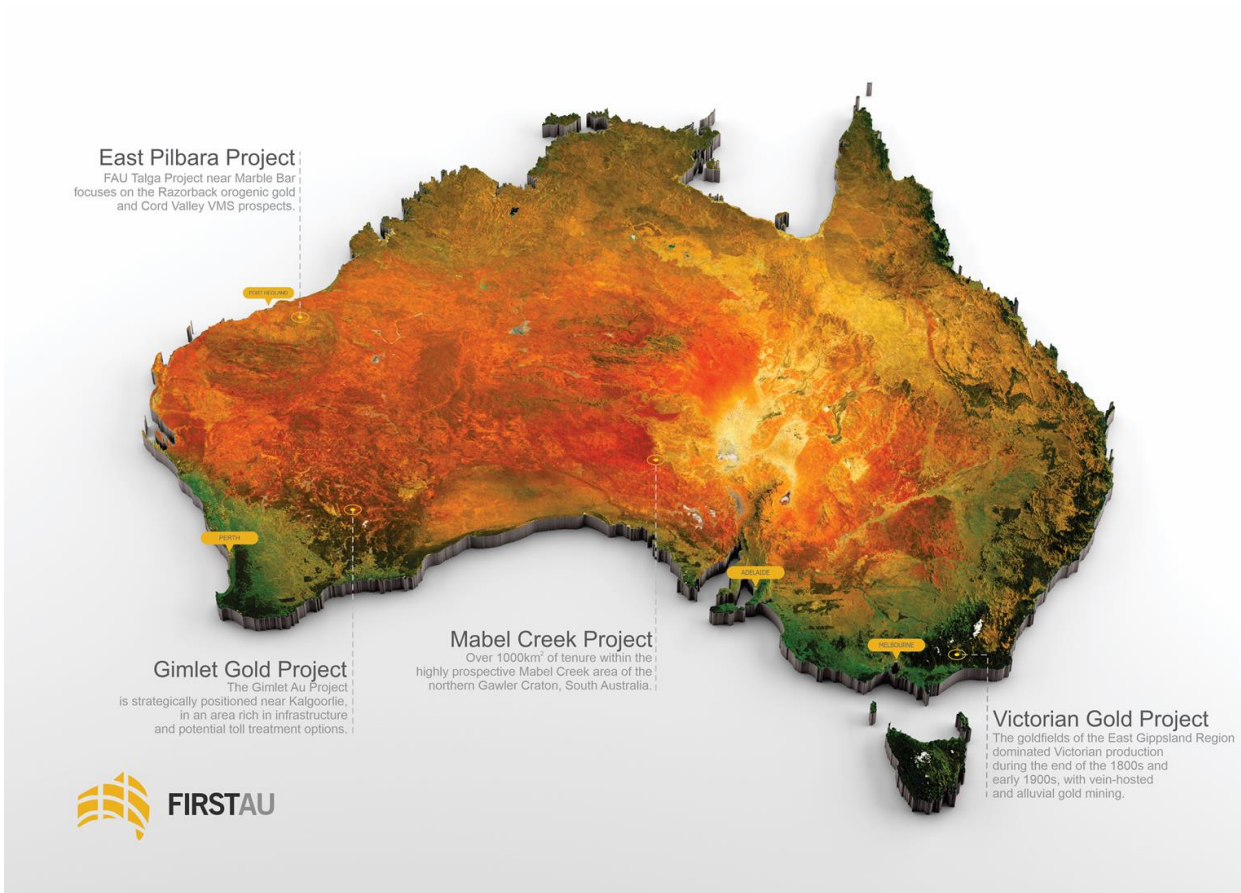 East Pilbara Project
FAU Talga Project near Marble Bar
focuses on the Razorback orogenic gold
and Cord Valley VMS prospects.
PORT HEDLAND
PERTH
ADELAIDE
MELBOURNE
Mabel Creek Project
Over 1000km² of tenure within the
highly prospective Mabel Creek area of the
northern Gawler Craton, South Australia.
Gimlet Gold Project
The Gimlet Au Project
is strategically positioned near Kalgoorlie,
in an area rich in infrastructure
and potential toll treatment options.
Victorian Gold Project
The goldfields of the East Gippsland Region
dominated Victorian production
during the end of the 1800s and
early 1900s, with vein-hosted
and alluvial gold mining.
FIRSTAU